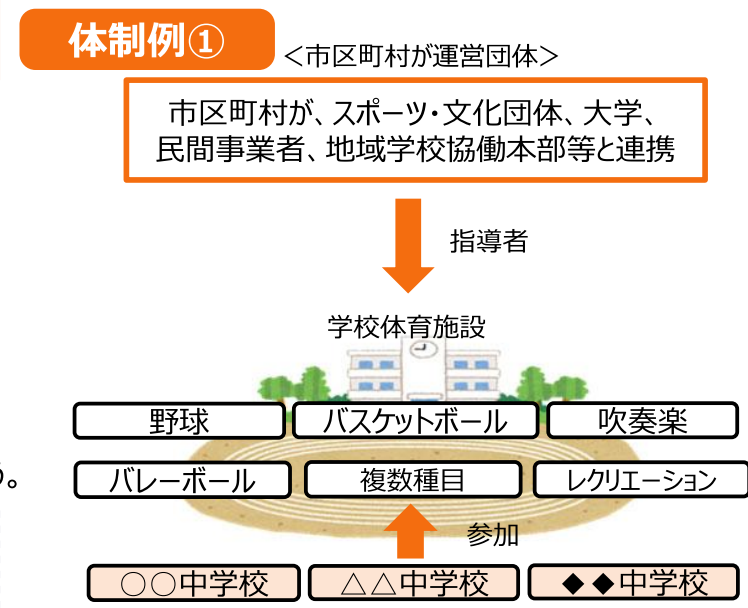 体制例①
＜市区町村が運営団体＞
市区町村が、スポーツ・文化団体、大学、
民間事業者、地域学校協働本部等と連携
指導者
学校体育施設
野球
バスケットボール
吹奏楽
う。
バレーボール
複数種目
レクリエーション
参加
○○中学校
△△中学校
◆◆中学校